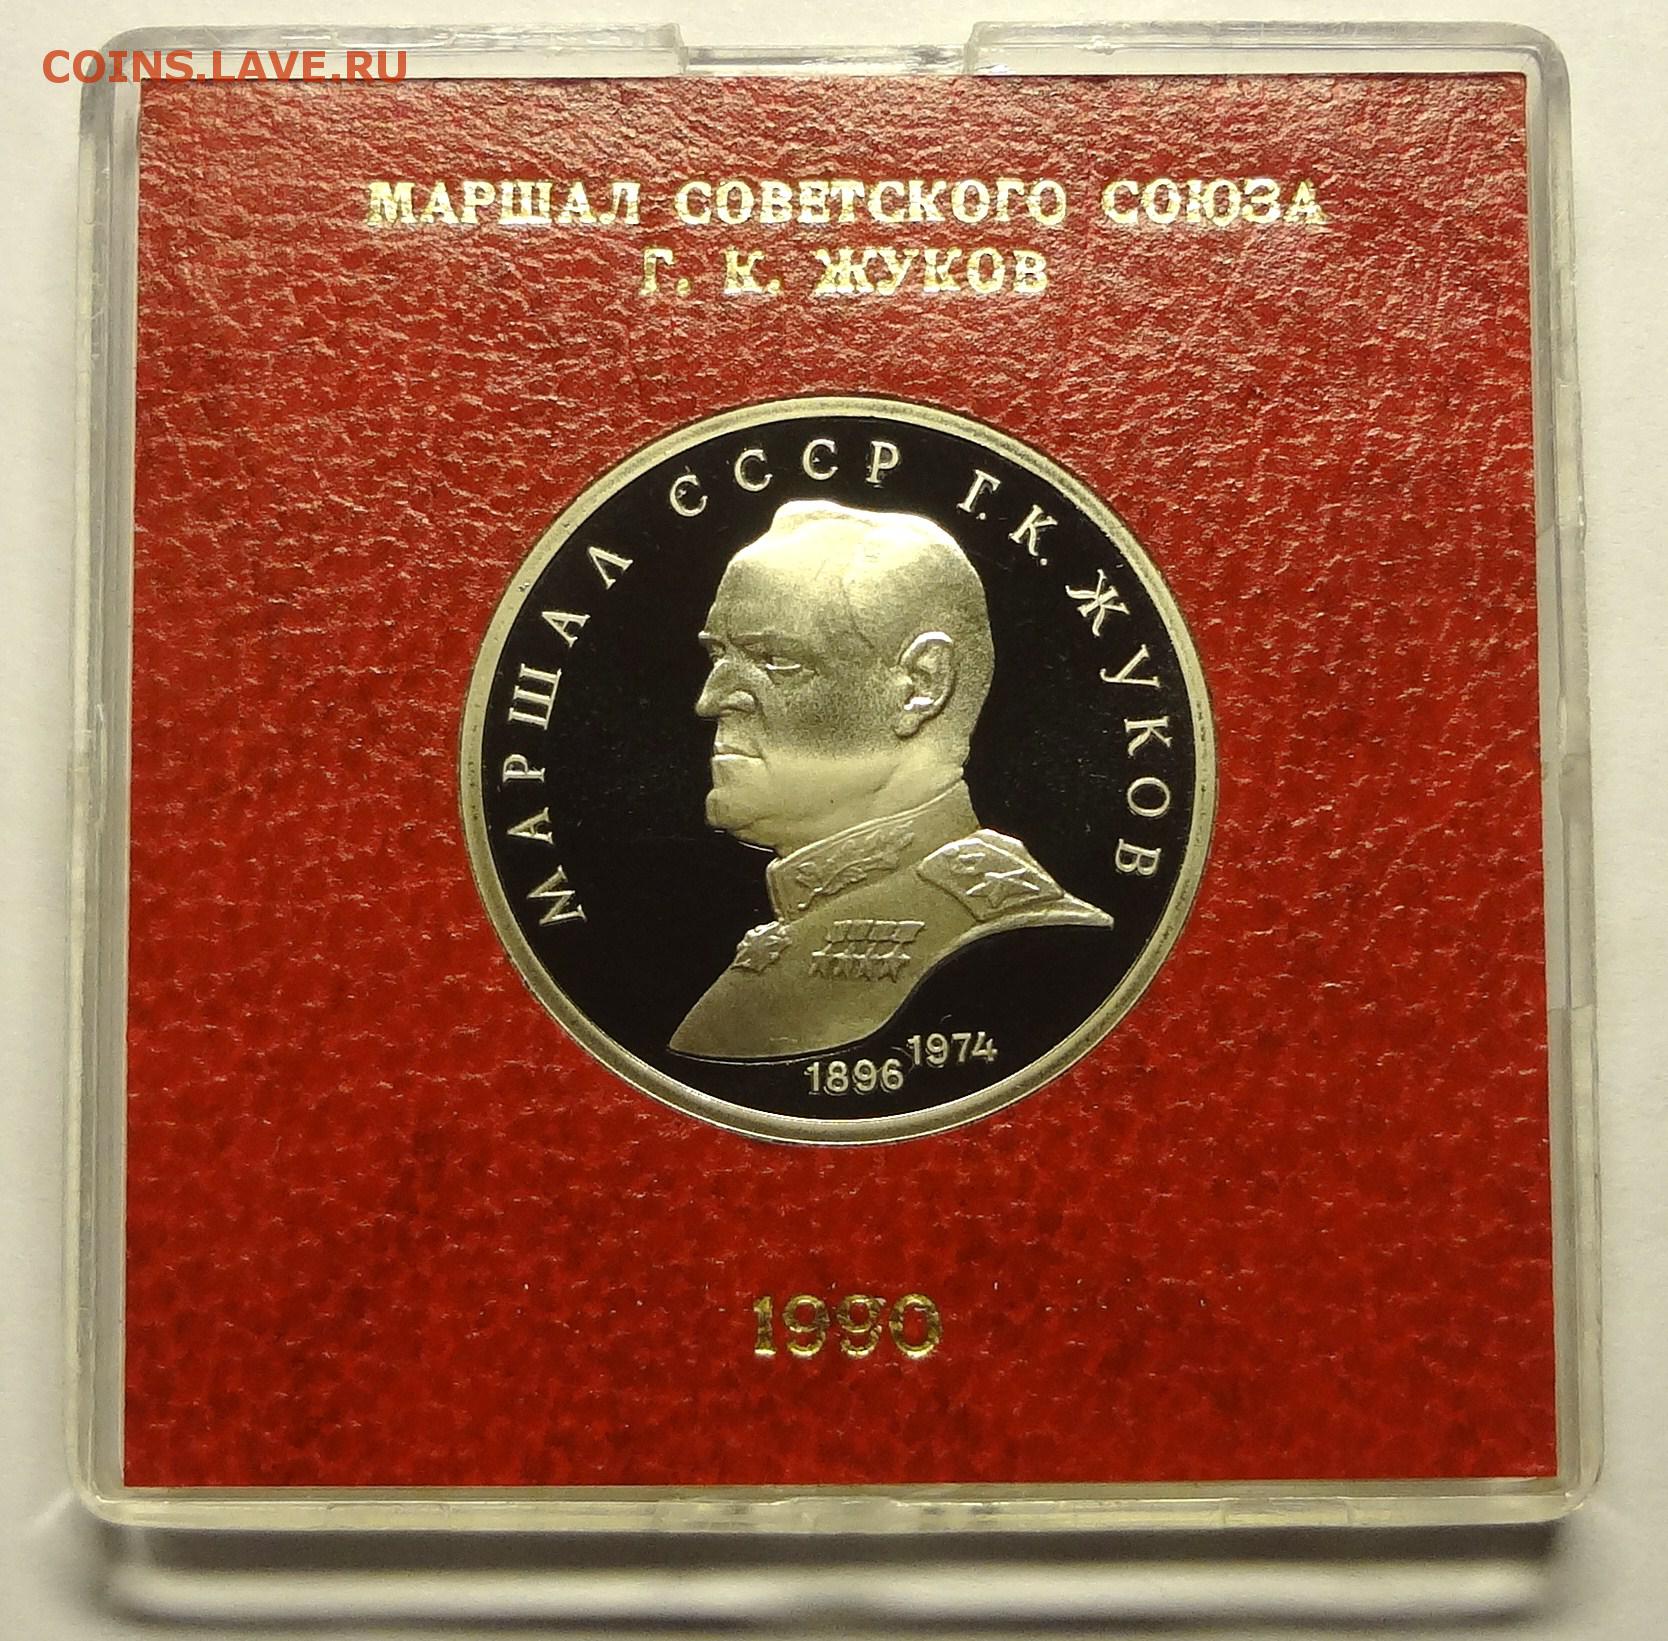 COINS.LAVE.RU
МАРШАЛ СОВЕТСКОГО СОЮЗА
Г. К. ЖУКОВ
МАРШАЛ СССР Г. К. ЖУКОВ
1896 1974
1990